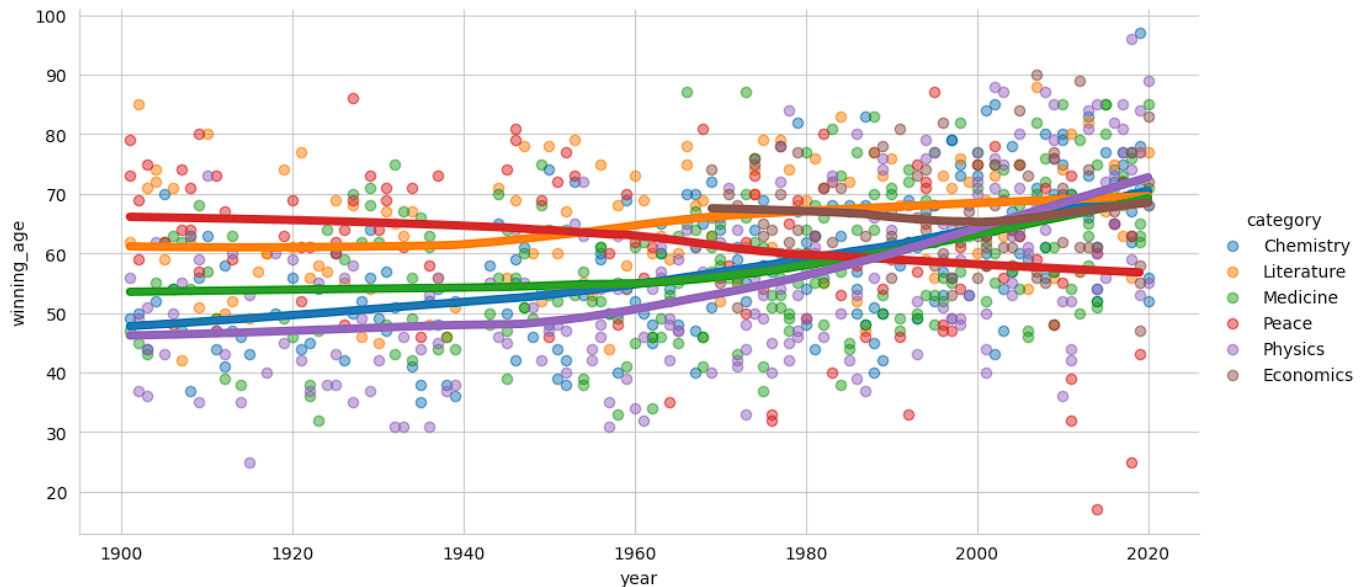 100
90
80
70
60
50
40
30
20
winning_age
1900 1920 1940 1960 1980 2000 2020
year
category
Chemistry
Literature
Medicine
Peace
Physics
Economics